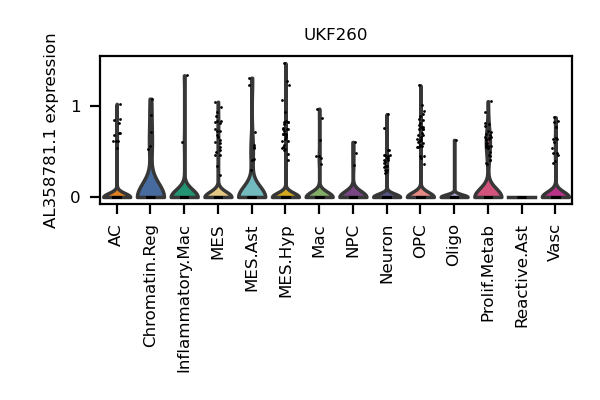 UKF260
AL358781.1 expression
1
0
AC
Chromatin.Reg
Inflammatory.Mac
MES
MES.Ast
MES.Hyp
Mac
NPC
Neuron
OPC
Oligo
Prolif.Metab
Reactive.Ast
Vasc